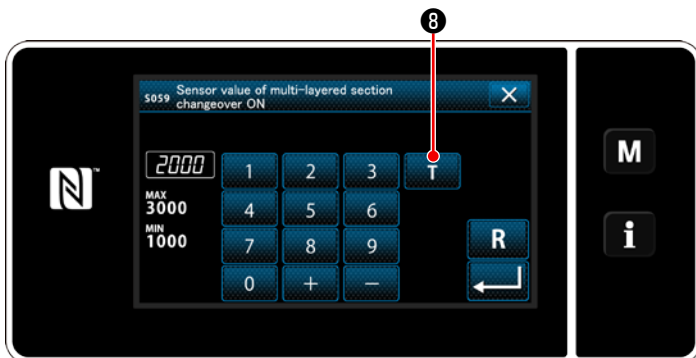 8
S059 Sensor value of multi-layered section
changeover ON
2000
1 2 3 T
MAX
3000
4 5 6
MIN
1000
7 8 9 R
0 + −
M
i
N
™